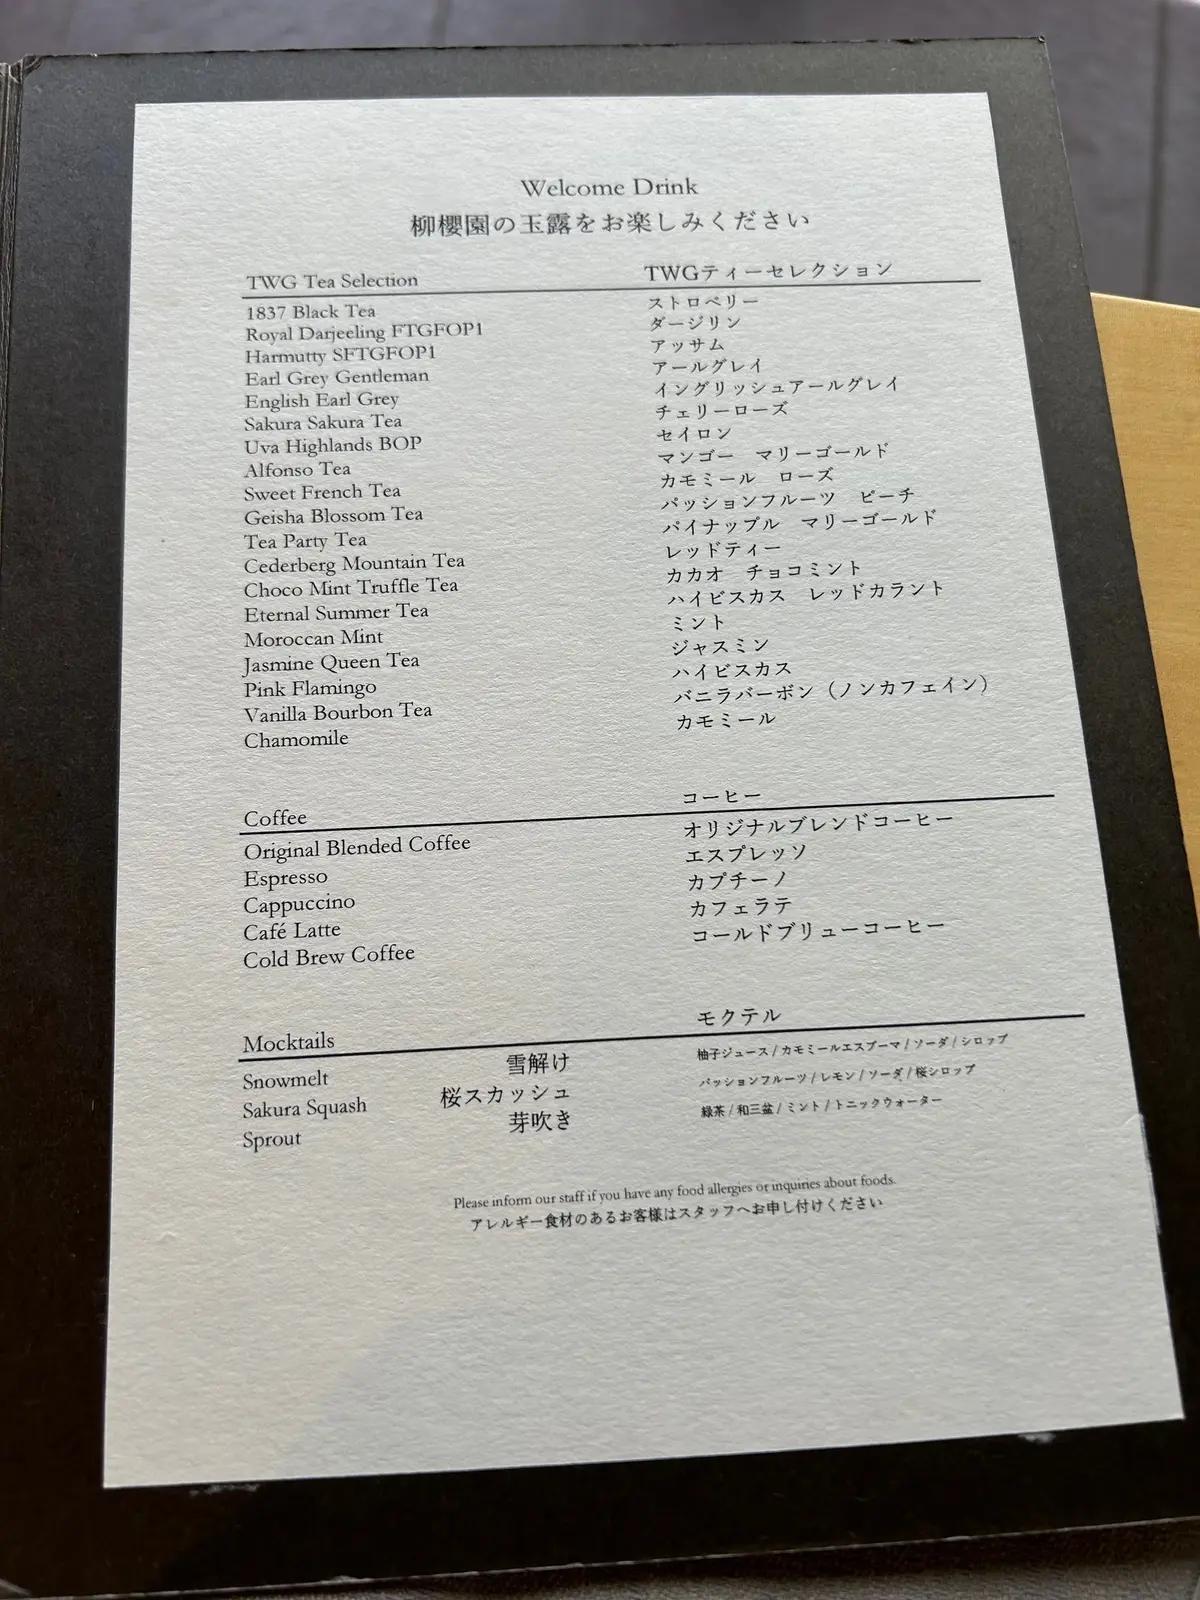 Welcome Drink
柳櫻園の玉露をお楽しみください
TWG Tea Selection TWGティーセレクション
1837 Black Tea ストロベリー
Royal Darjeeling FTGFOP1 ダージリン
Harmutty SFTGFOP1 アッサム
Earl Grey Gentleman アールグレイ
English Earl Grey イングリッシュアールグレイ
Sakura Sakura Tea チェリーローズ
Uva Highlands BOP セイロン
Alfonso Tea マンゴー　マリーゴールド
Sweet French Tea カモミール　ローズ
Geisha Blossom Tea パッションフルーツ　ピーチ
Tea Party Tea パイナップル　マリーゴールド
Cederberg Mountain Tea レッドティー
Choco Mint Truffle Tea カカオ　チョコミント
Eternal Summer Tea ハイビスカス　レッドカラント
Moroccan Mint ミント
Jasmine Queen Tea ジャスミン
Pink Flamingo ハイビスカス
Vanilla Bourbon Tea バニラバーボン（ノンカフェイン）
Chamomile カモミール
Coffee コーヒー
Original Blended Coffee オリジナルブレンドコーヒー
Espresso エスプレッソ
Cappuccino カプチーノ
Café Latte カフェラテ
Cold Brew Coffee コールドブリューコーヒー
Mocktails モクテル
Snowmelt 雪解け 柚子ジュース / カモミールエスプーマ / ソーダ / シロップ
Sakura Squash 桜スカッシュ パッションフルーツ / レモン / ソーダ / 桜シロップ
Sprout 芽吹き 緑茶 / 和三盆 / ミント / トニックウォーター
Please inform our staff if you have any food allergies or inquiries about foods.
アレルギー食材のあるお客様はスタッフへお申し付けください